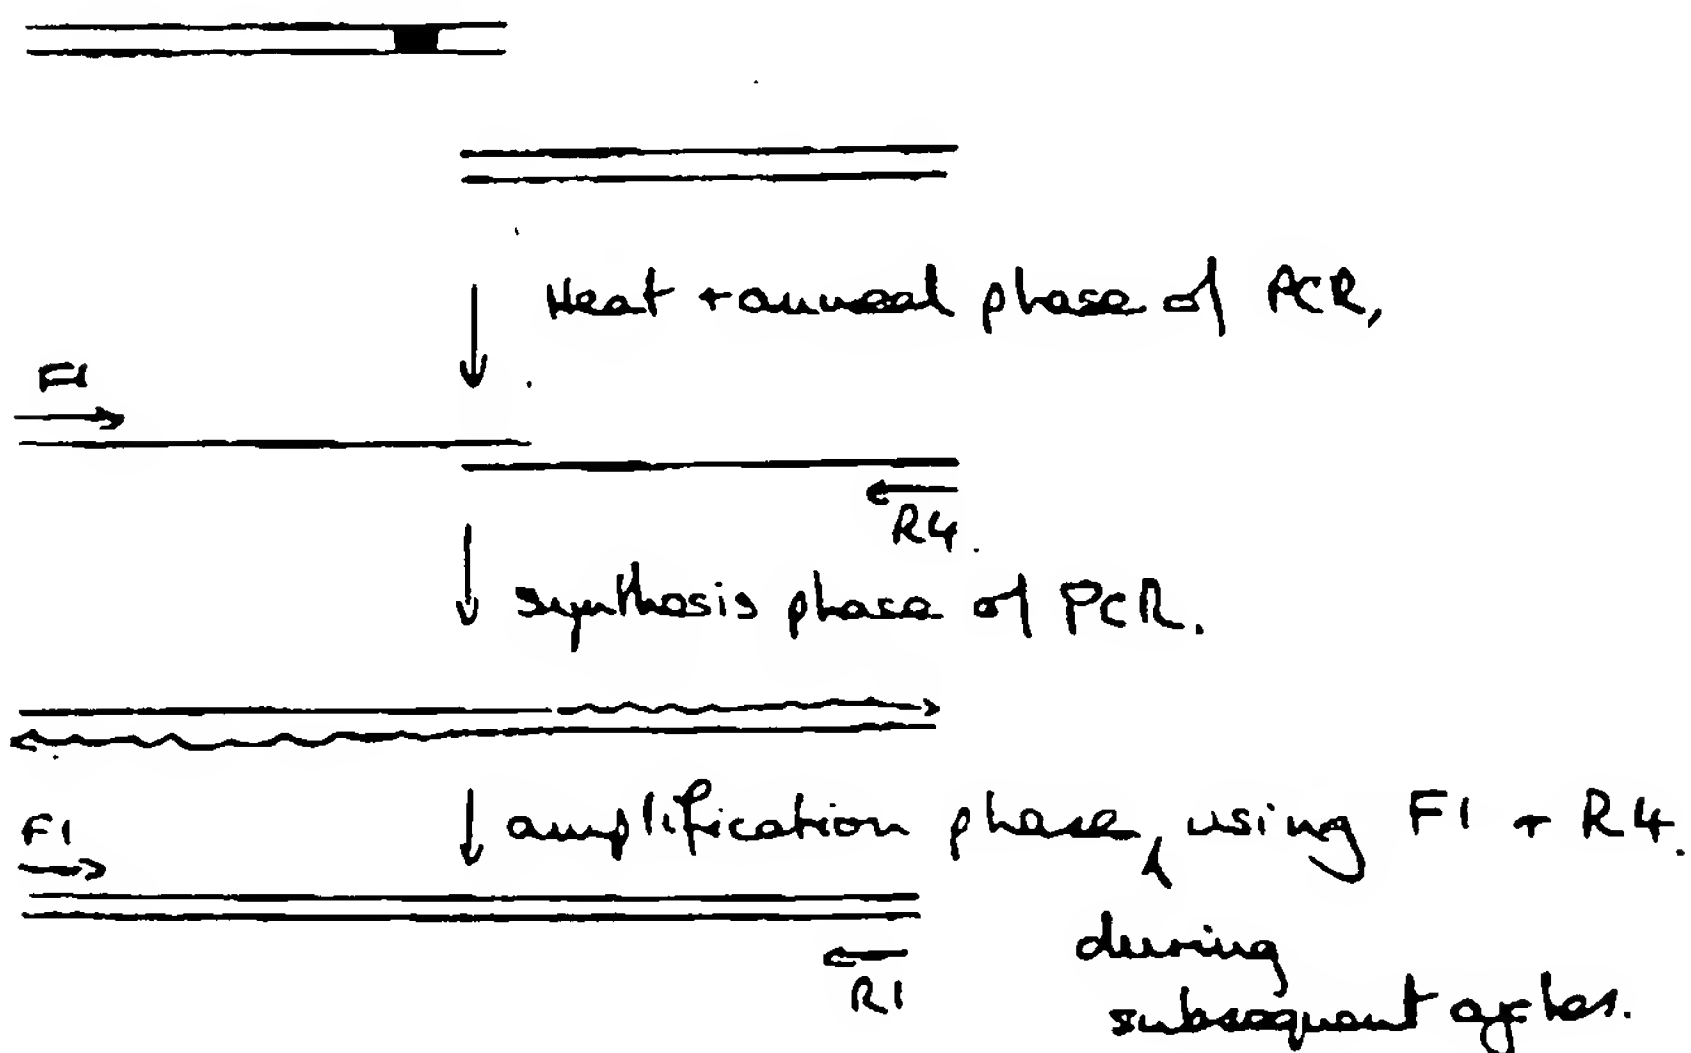 Heat + anneal phase of PCR,
F1
R4.
synthesis phase of PCR.
amplification phase, using F1 + R4.
F1
during
R1
subsequent cycles.